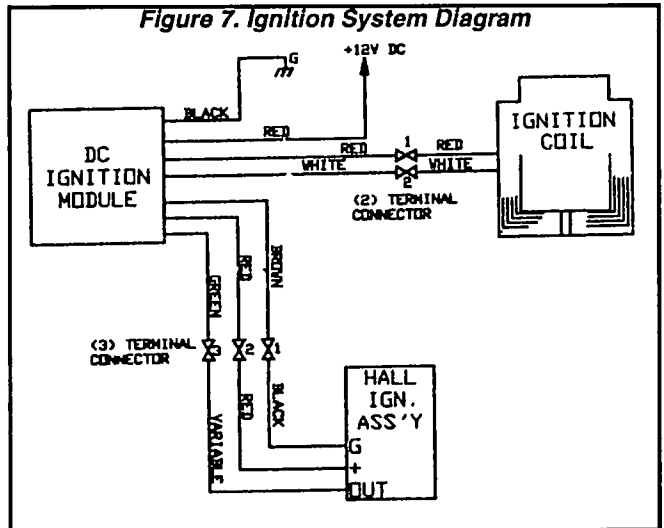 Figure 7. Ignition System Diagram
+12V DC
G
BLACK
RED
DC
IGNITION
MODULE
RED
1
RED
WHITE
2
WHITE
(2) TERMINAL
CONNECTOR
IGNITION
COIL
GREEN
RED
BROWN
(3) TERMINAL
CONNECTOR
3
2
1
VARIABLE
RED
BLACK
HALL
IGN.
ASS'Y
G
+
OUT